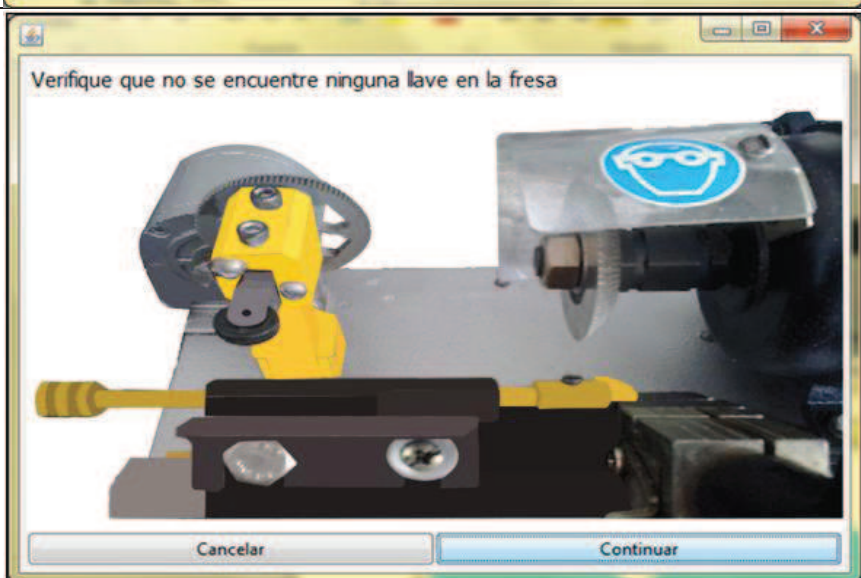 Verifique que no se encuentre ninguna llave en la fresa
Cancelar
Continuar